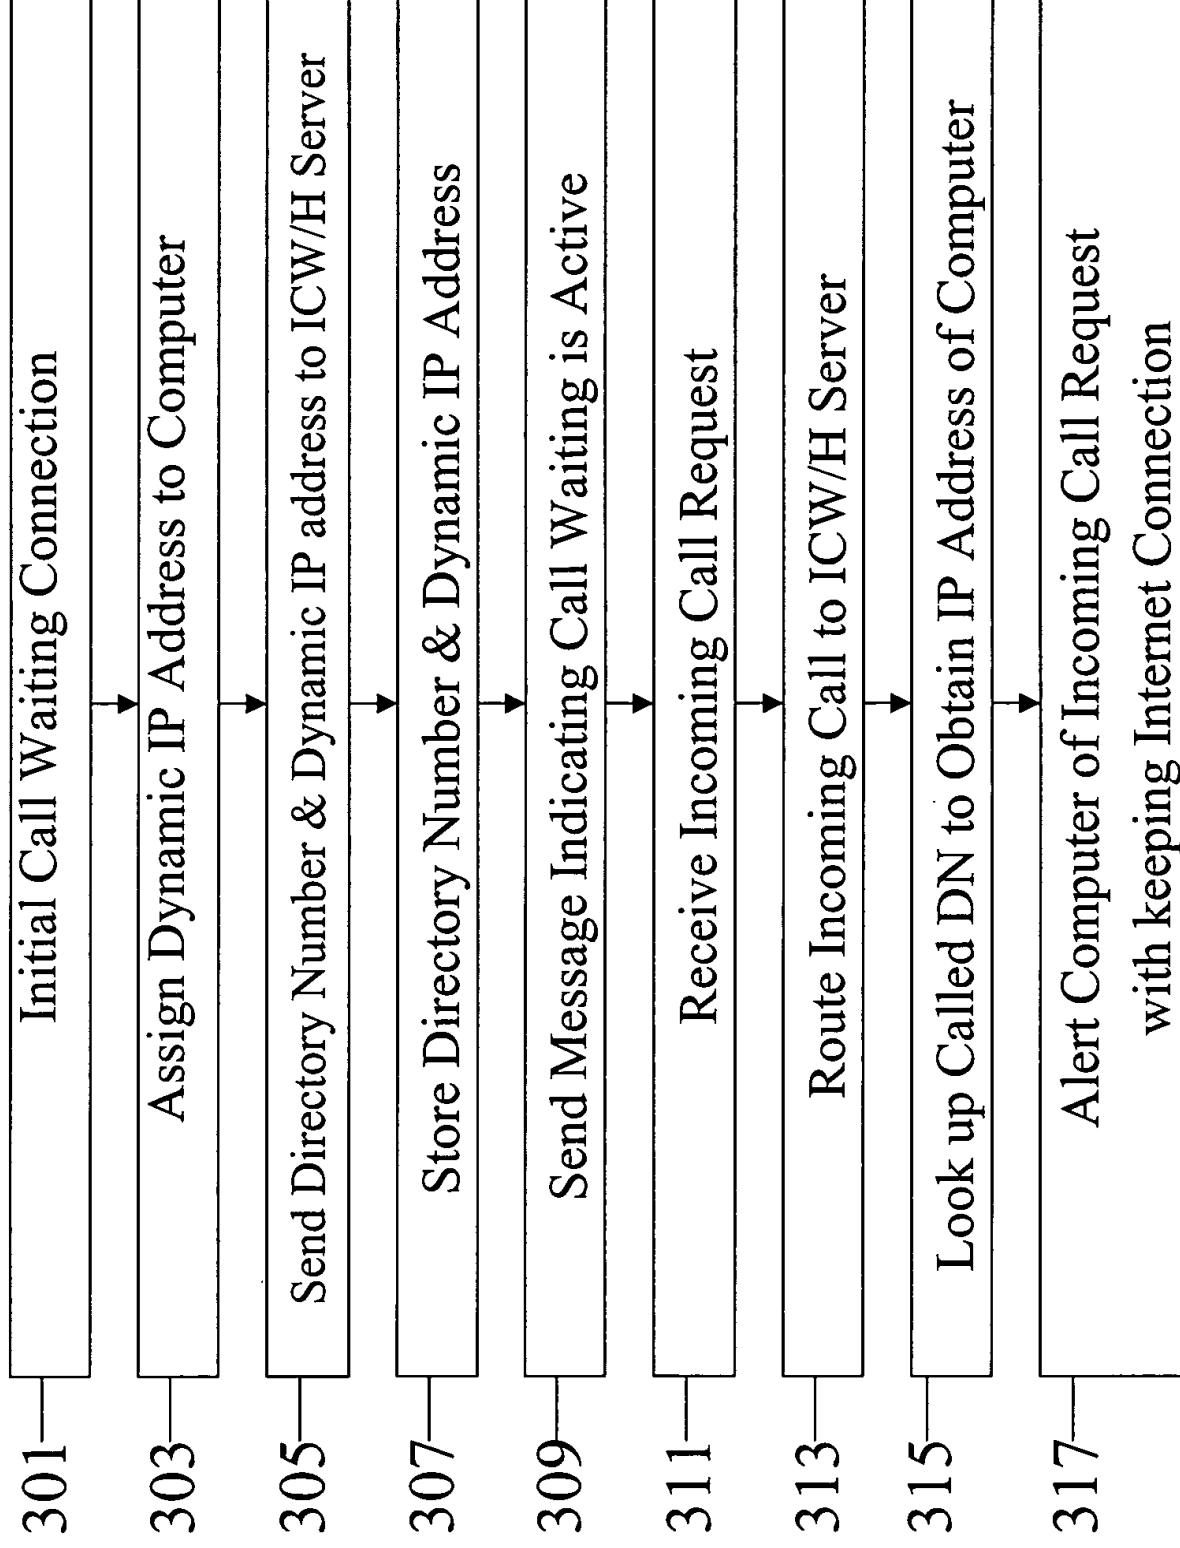 301
Initial Call Waiting Connection
303
Assign Dynamic IP Address to Computer
305
Send Directory Number & Dynamic IP address to ICW/H Server
307
Store Directory Number & Dynamic IP Address
309
Send Message Indicating Call Waiting is Active
311
Receive Incoming Call Request
313
Route Incoming Call to ICW/H Server
315
Look up Called DN to Obtain IP Address of Computer
317
Alert Computer of Incoming Call Request
with keeping Internet Connection